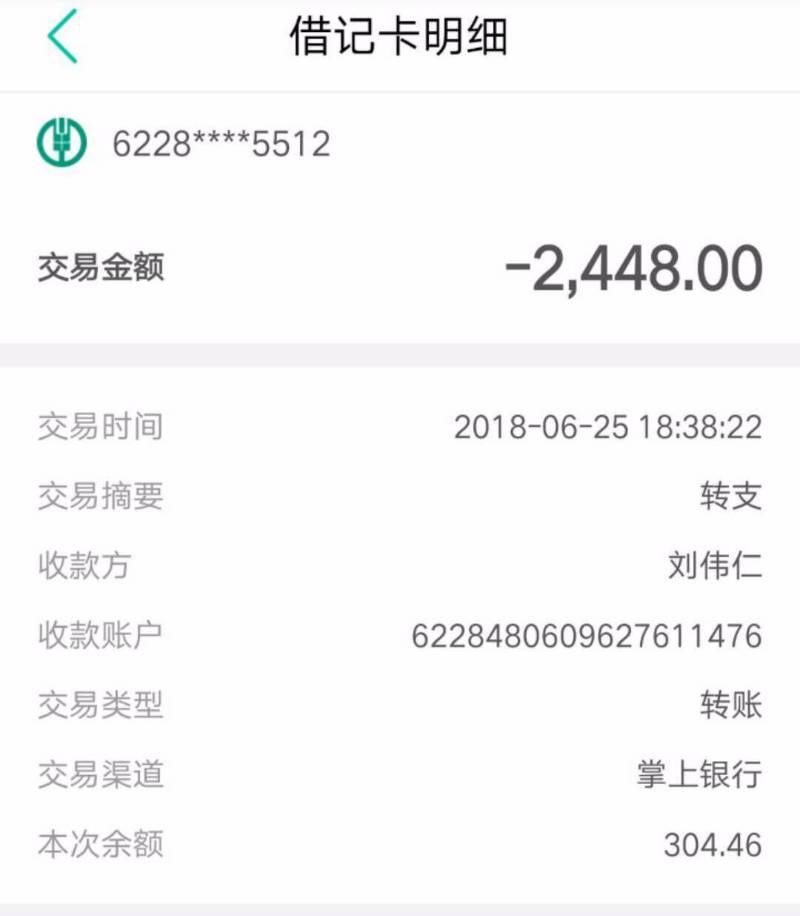 借记卡明细
6228****5512
交易金额 -2,448.00
交易时间 2018-06-25 18:38:22
交易摘要 转支
收款方 刘伟仁
收款账户 6228480609627611476
交易类型 转账
交易渠道 掌上银行
本次余额 304.46